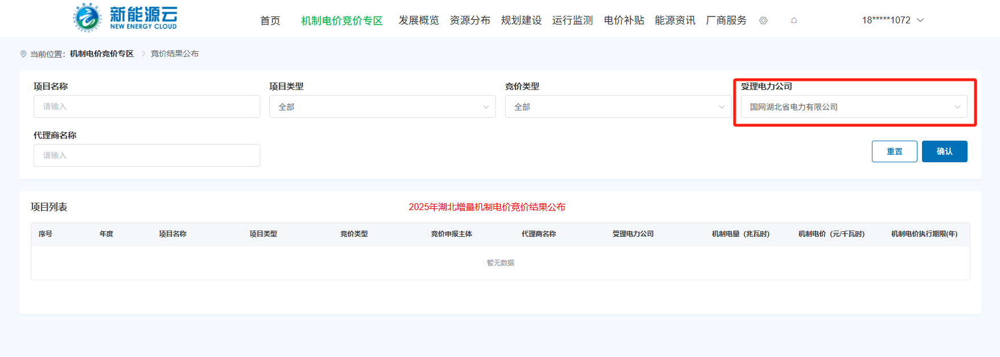 新能源云
NEW ENERGY CLOUD
首页 机制电价竞价专区 发展概览 资源分布 规划建设 运行监测 电价补贴 能源资讯 厂商服务 18*****1072
当前位置： 机制电价竞价专区 > 竞价结果公布
项目名称 项目类型 竞价类型 受理电力公司
请输入 全部 全部 国网湖北省电力有限公司
代理商名称
请输入 重置 确认
项目列表 2025年湖北增量机制电价竞价结果公布
序号 年度 项目名称 项目类型 竞价类型 竞价申报主体 代理商名称 受理电力公司 机制电量（兆瓦时） 机制电价（元/千瓦时） 机制电价执行期限(年)
暂无数据